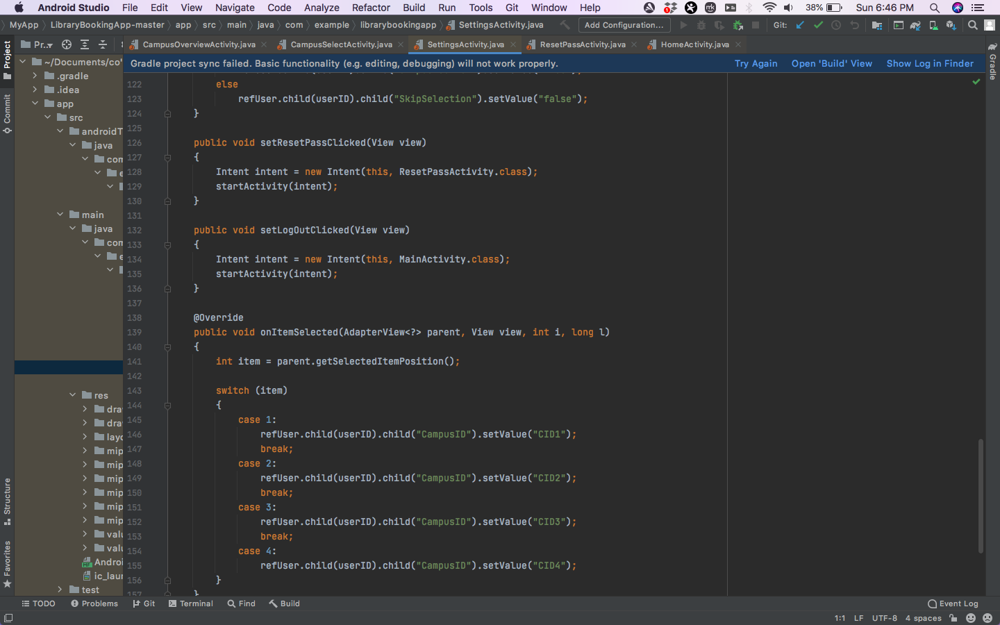 Android Studio File Edit View Navigate Code Analyze Refactor Build Run Tools Git Window Help 1 mk 38% Sun 6:46 PM
MyApp LibraryBookingApp-master app src main java com example librarybookingapp SettingsActivity.java Add Configuration... Git:
Project
Pr... CampusOverviewActivity.java CampusSelectActivity.java SettingsActivity.java ResetPassActivity.java HomeActivity.java
Gradle
Gradle project sync failed. Basic functionality (e.g. editing, debugging) will not work properly. Try Again Open 'Build' View Show Log in Finder
~/Documents/co
.gradle
.idea
app
src
androidT
java
com
e
main
java
com
e
res
dra
dra
layo
mip
mip
mip
mip
mip
mip
valu
valu
MF Androi
ic_laun
test
Commit
Structure
Favorites
122 else
123 refUser.child(userID).child("SkipSelection").setValue("false");
124 }
125
126 public void setResetPassClicked(View view)
127 {
128 Intent intent = new Intent(this, ResetPassActivity.class);
129 startActivity(intent);
130 }
131
132 public void setLogOutClicked(View view)
133 {
134 Intent intent = new Intent(this, MainActivity.class);
135 startActivity(intent);
136 }
137
138 @Override
139 public void onItemSelected(AdapterView<?> parent, View view, int i, long l)
140 {
141 int item = parent.getSelectedItemPosition();
142
143 switch (item)
144 {
145 case 1:
146 refUser.child(userID).child("CampusID").setValue("CID1");
147 break;
148 case 2:
149 refUser.child(userID).child("CampusID").setValue("CID2");
150 break;
151 case 3:
152 refUser.child(userID).child("CampusID").setValue("CID3");
153 break;
154 case 4:
155 refUser.child(userID).child("CampusID").setValue("CID4");
156 }
157 }
TODO Problems Git Terminal Find Build Event Log
1:1 LF UTF-8 4 spaces